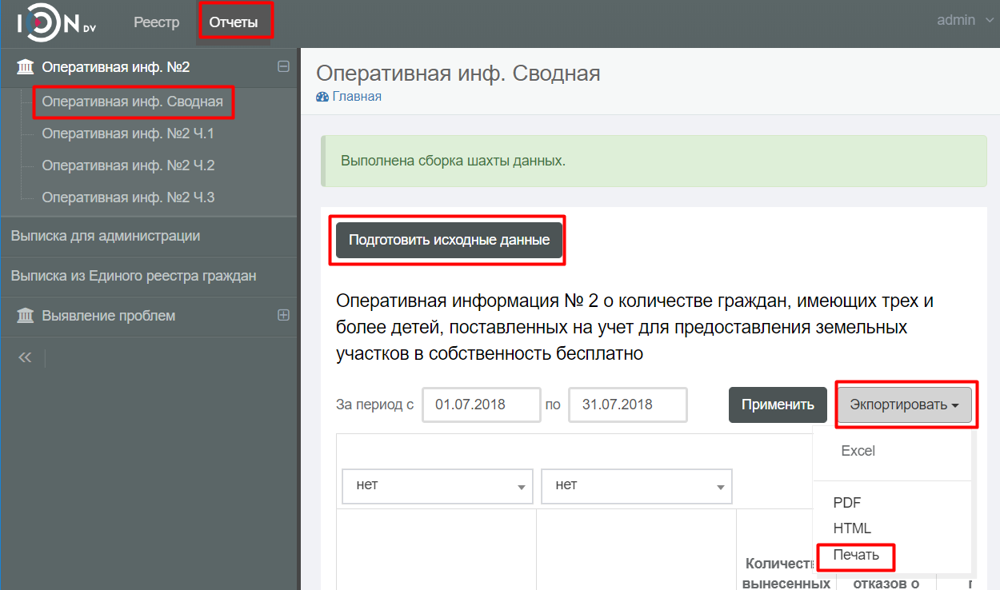 ION DV
Реестр
Отчеты
admin
Оперативная инф. №2
Оперативная инф. Сводная
Оперативная инф. №2 Ч.1
Оперативная инф. №2 Ч.2
Оперативная инф. №2 Ч.3
Выписка для администрации
Выписка из Единого реестра граждан
Выявление проблем
Оперативная инф. Сводная
Главная
Выполнена сборка шахты данных.
Подготовить исходные данные
Оперативная информация № 2 о количестве граждан, имеющих трех и
более детей, поставленных на учет для предоставления земельных
участков в собственность бесплатно
За период с 01.07.2018 по 31.07.2018 Применить Экпортировать
Excel
PDF
HTML
Печать
нет нет
вынесенных отказов о